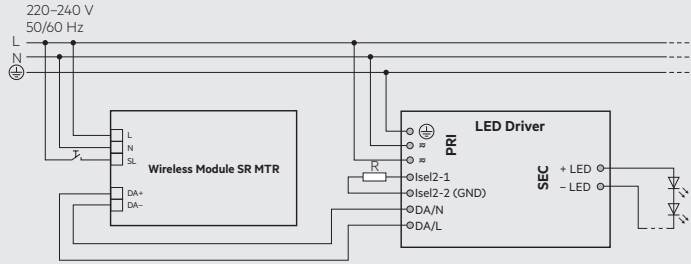 220–240 V
50/60 Hz
L
N
L
N
SL
Wireless Module SR MTR
DA+
DA−
LED Driver
PRI
≈
≈
R
Isel2-1
Isel2-2 (GND)
DA/N
DA/L
SEC
+ LED
− LED